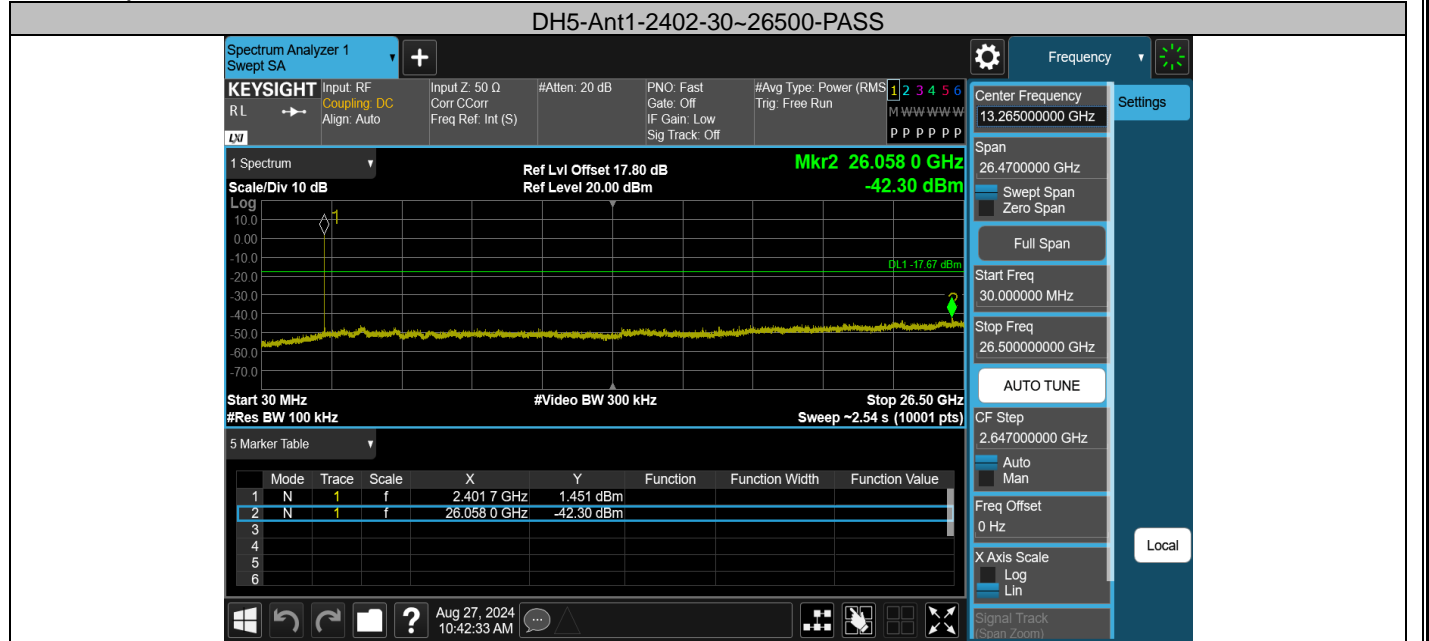 DH5-Ant1-2402-30~26500-PASS
Spectrum Analyzer 1
Swept SA
Frequency
KEYSIGHT
RL
LXI
Input: RF
Coupling: DC
Align: Auto
Input Z: 50 Ω
Corr CCorr
Freq Ref: Int (S)
#Atten: 20 dB
PNO: Fast
Gate: Off
IF Gain: Low
Sig Track: Off
#Avg Type: Power (RMS
Trig: Free Run
1 2 3 4 5 6
M W W W W W
P P P P P P
1 Spectrum
Scale/Div 10 dB
Ref Lvl Offset 17.80 dB
Ref Level 20.00 dBm
Mkr2 26.058 0 GHz
-42.30 dBm
Log
10.0
0.00
-10.0
-20.0
-30.0
-40.0
-50.0
-60.0
-70.0
1
DL1 -17.67 dBm
2
Start 30 MHz
#Res BW 100 kHz
#Video BW 300 kHz
Stop 26.50 GHz
Sweep ~2.54 s (10001 pts)
5 Marker Table
Mode Trace Scale X Y Function Function Width Function Value
1 N 1 f 2.401 7 GHz 1.451 dBm
2 N 1 f 26.058 0 GHz -42.30 dBm
3
4
5
6
?
Aug 27, 2024
10:42:33 AM
Center Frequency
13.265000000 GHz
Settings
Span
26.4700000 GHz
Swept Span
Zero Span
Full Span
Start Freq
30.000000 MHz
Stop Freq
26.500000000 GHz
AUTO TUNE
CF Step
2.647000000 GHz
Auto
Man
Freq Offset
0 Hz
X Axis Scale
Log
Lin
Local
Signal Track
(Span Zoom)